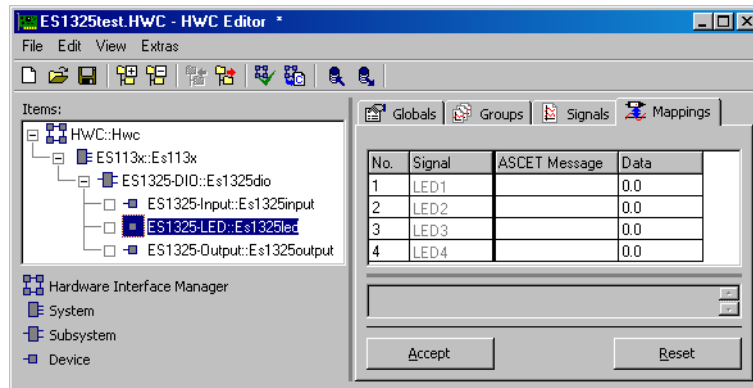 ES1325test.HWC - HWC Editor *
File Edit View Extras
Items:
HWC::Hwc
ES113x::Es113x
ES1325-DIO::Es1325dio
ES1325-Input::Es1325input
ES1325-LED::Es1325led
ES1325-Output::Es1325output
Hardware Interface Manager
System
Subsystem
Device
Globals Groups Signals Mappings
No. Signal ASCET Message Data
1 LED1 0.0
2 LED2 0.0
3 LED3 0.0
4 LED4 0.0
Accept Reset